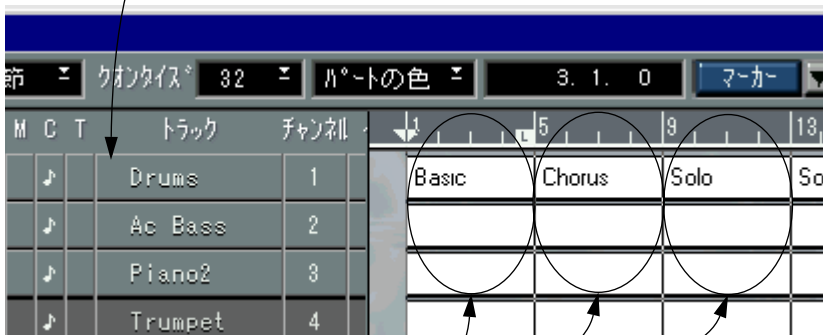 節 クオンタイズ 32 パートの色 3. 1. 0 マーカー
M C T トラック チャンネル 1 5 9 13
Drums 1 Basic Chorus Solo So
Ac Bass 2
Piano2 3
Trumpet 4